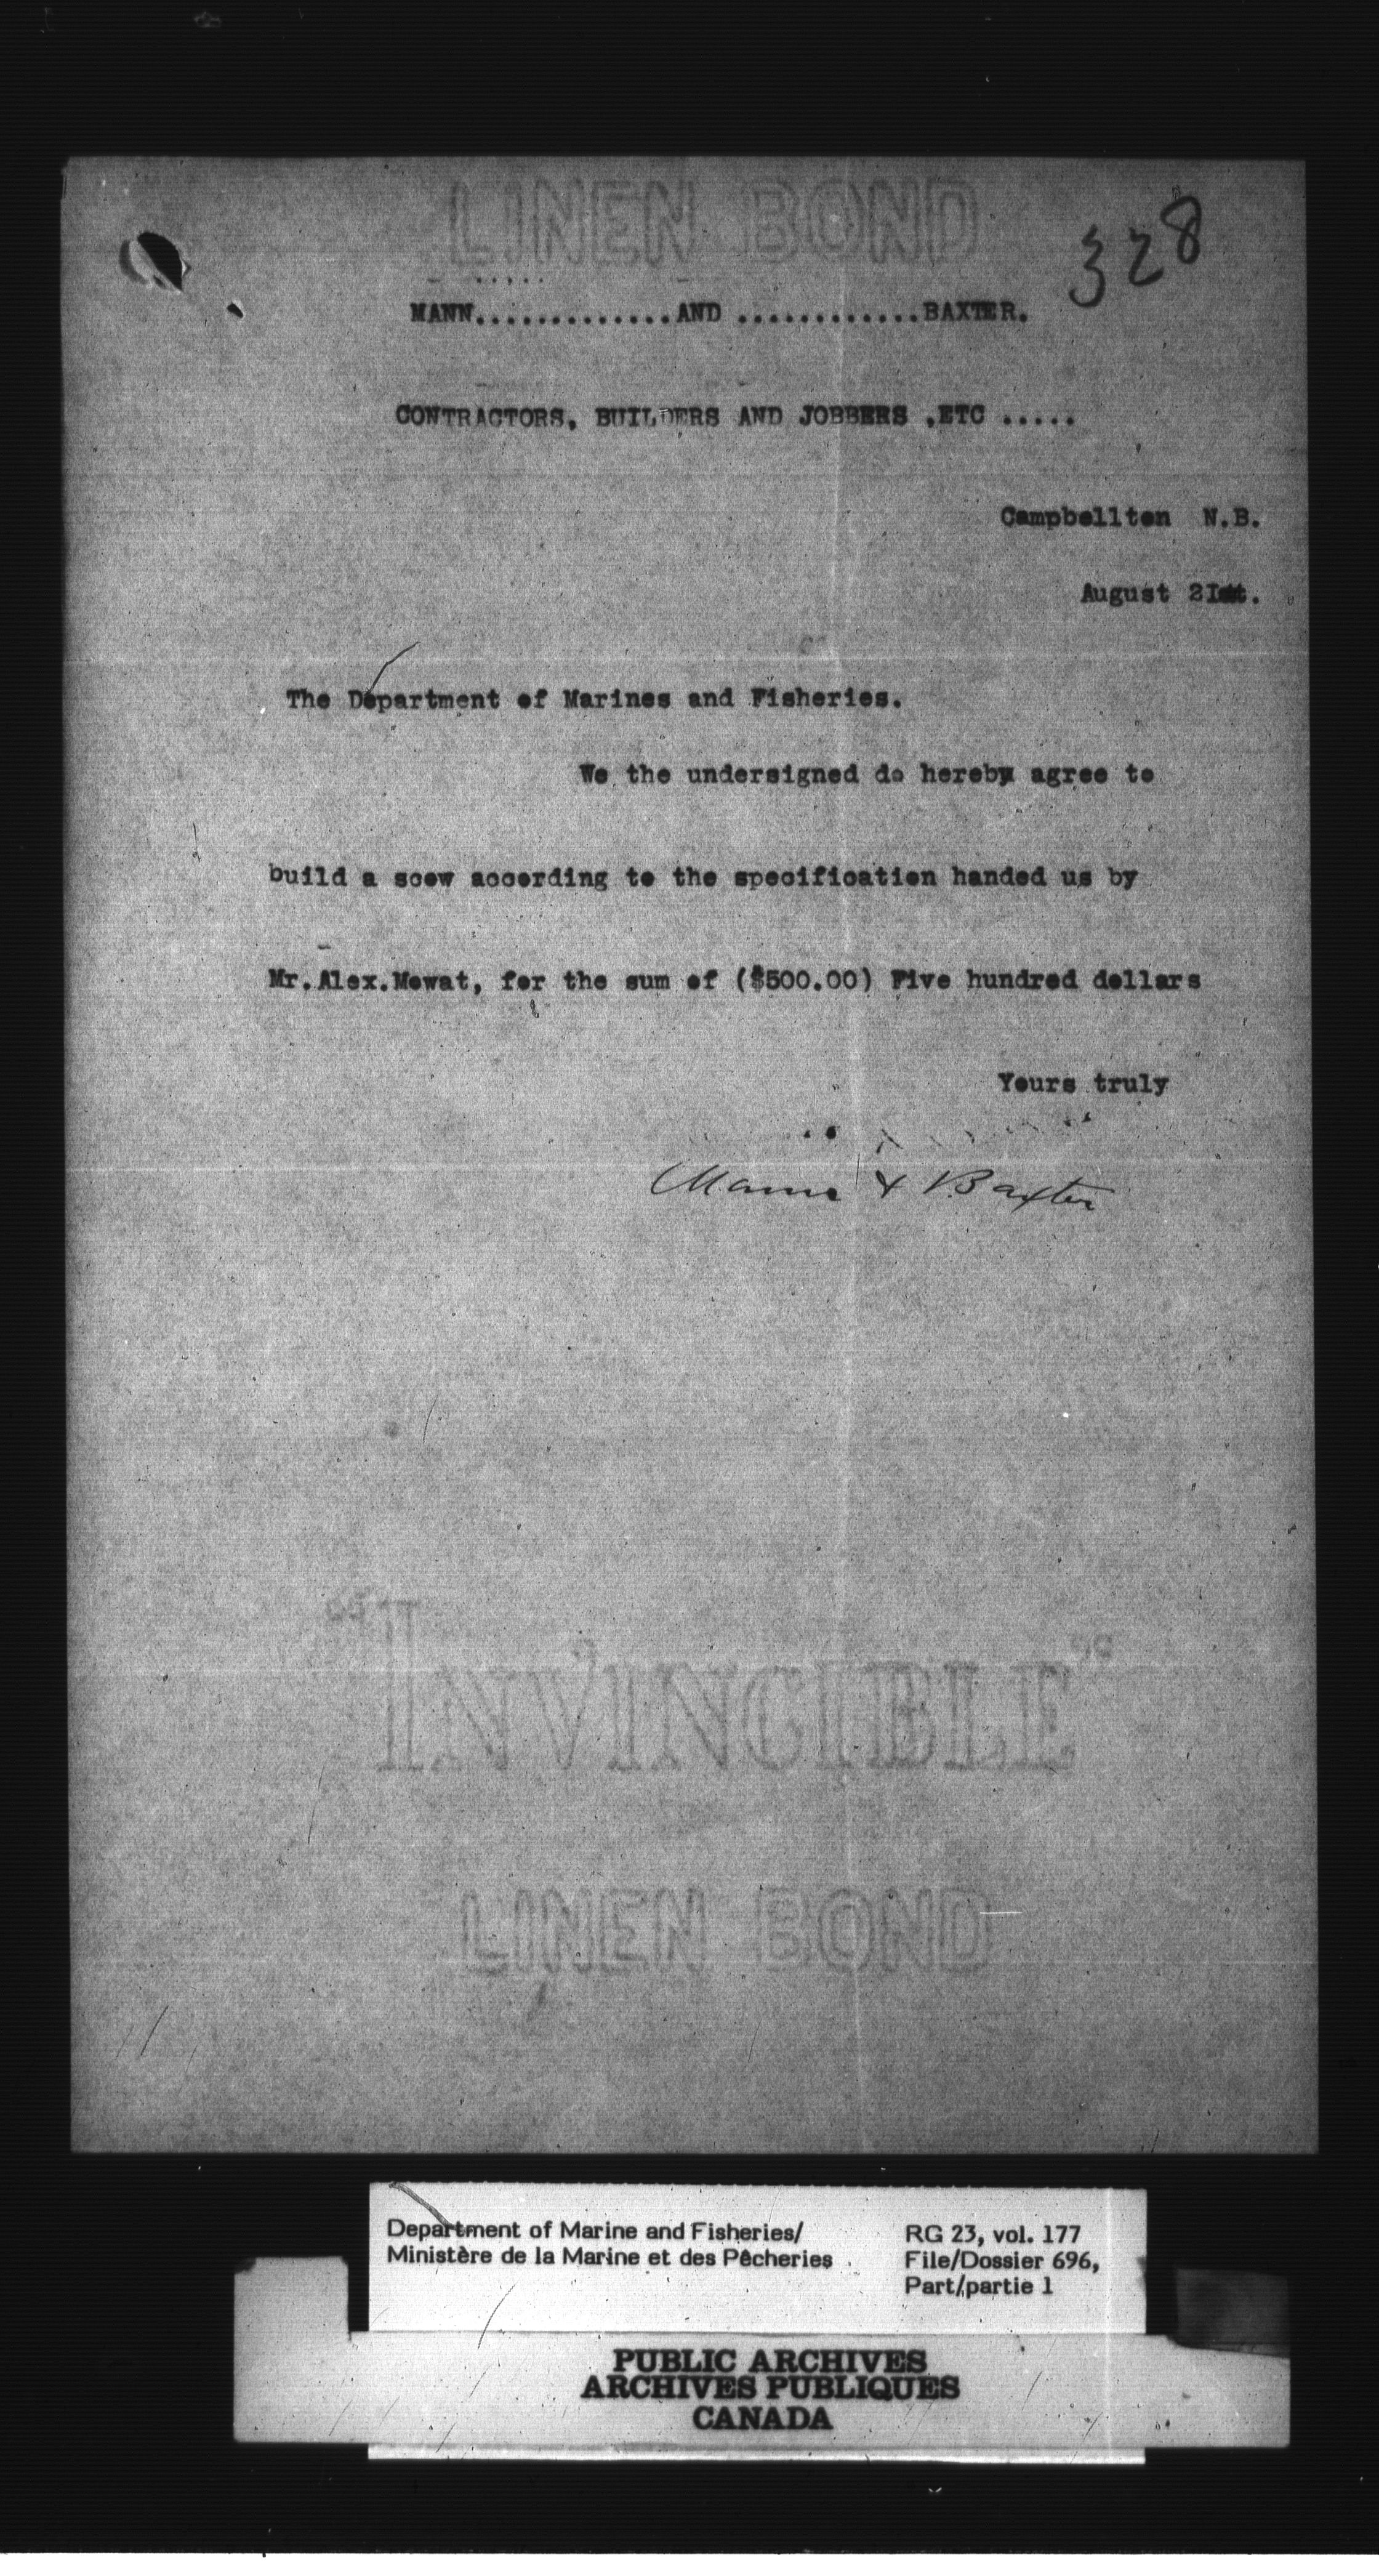 LINEN BOND
328
MANN.............AND ............BAXTER.
CONTRACTORS, BUILDERS AND JOBBERS ,ETC .....
Campbellton N.B.
August 2Ist.
The Department of Marines and Fisheries.
We the undersigned do hereby agree to
build a scow according to the specification handed us by
Mr.Alex.Mowat, for the sum of ($500.00) Five hundred dollars
Yours truly
Mann & Baxter
"INVINCIBLE"
LINEN BOND
Department of Marine and Fisheries/
Ministère de la Marine et des Pêcheries
RG 23, vol. 177
File/Dossier 696,
Part/partie 1
PUBLIC ARCHIVES
ARCHIVES PUBLIQUES
CANADA